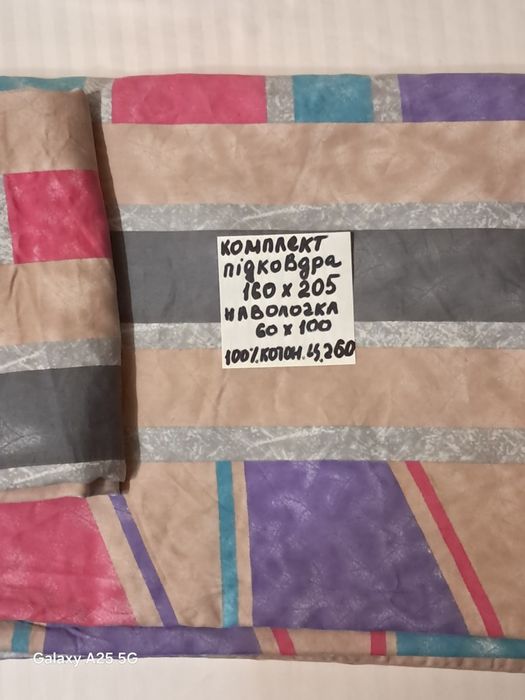 КОМПЛЕКТ
підковдра
160 х 205
НАВОЛОЧКА
60 х 100
100%.КОТОН.Ц,260
Galaxy A25 5G